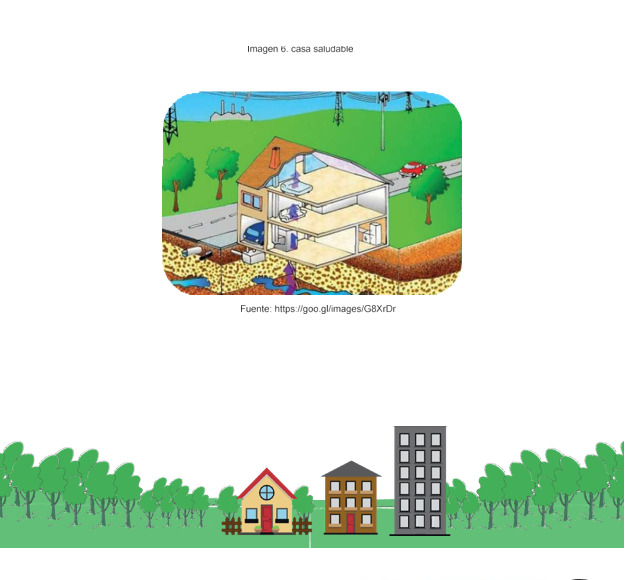 Imagen 6. casa saludable
Fuente: https://goo.gl/images/G8XrDr